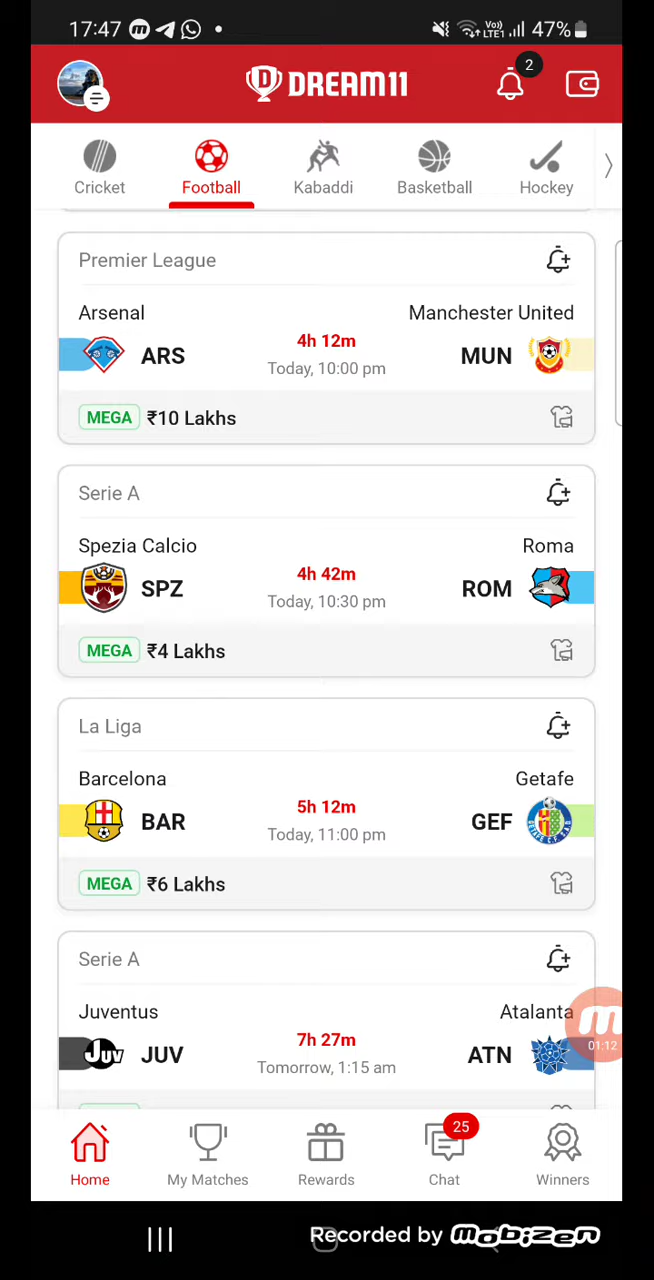 17:47 LTE1 47%
2
DREAM11
Cricket Football Kabaddi Basketball Hockey
Premier League
Arsenal Manchester United
ARS 4h 12m MUN
Today, 10:00 pm
MEGA ₹10 Lakhs
Serie A
Spezia Calcio Roma
SPZ 4h 42m ROM
Today, 10:30 pm
MEGA ₹4 Lakhs
La Liga
Barcelona Getafe
BAR 5h 12m GEF
Today, 11:00 pm
MEGA ₹6 Lakhs
Serie A
Juventus Atalanta
Juv JUV 7h 27m ATN
Tomorrow, 1:15 am
01:12
25
Home My Matches Rewards Chat Winners
Recorded by Mobizen